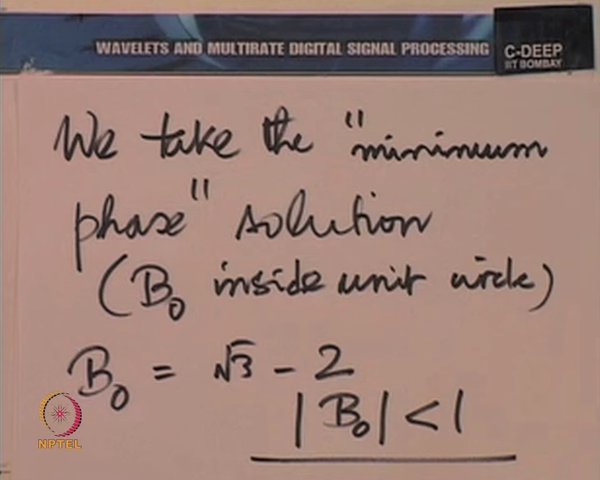 WAVELETS AND MULTIRATE DIGITAL SIGNAL PROCESSING
C-DEEP
IIT BOMBAY
We take the "minimum
phase" solution
(B₀ inside unit circle)
B₀ = √3 - 2
|B₀| < 1
NPTEL